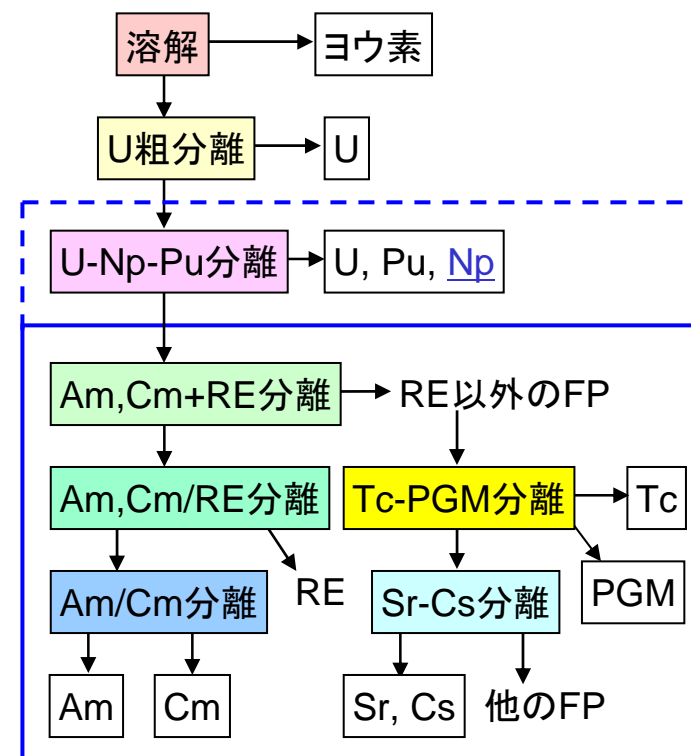 溶解
ヨウ素
U粗分離
U
U-Np-Pu分離
U, Pu, Np
Am,Cm+RE分離
RE以外のFP
Am,Cm/RE分離
Tc-PGM分離
Tc
Am/Cm分離
RE
Sr-Cs分離
PGM
Am
Cm
Sr, Cs
他のFP